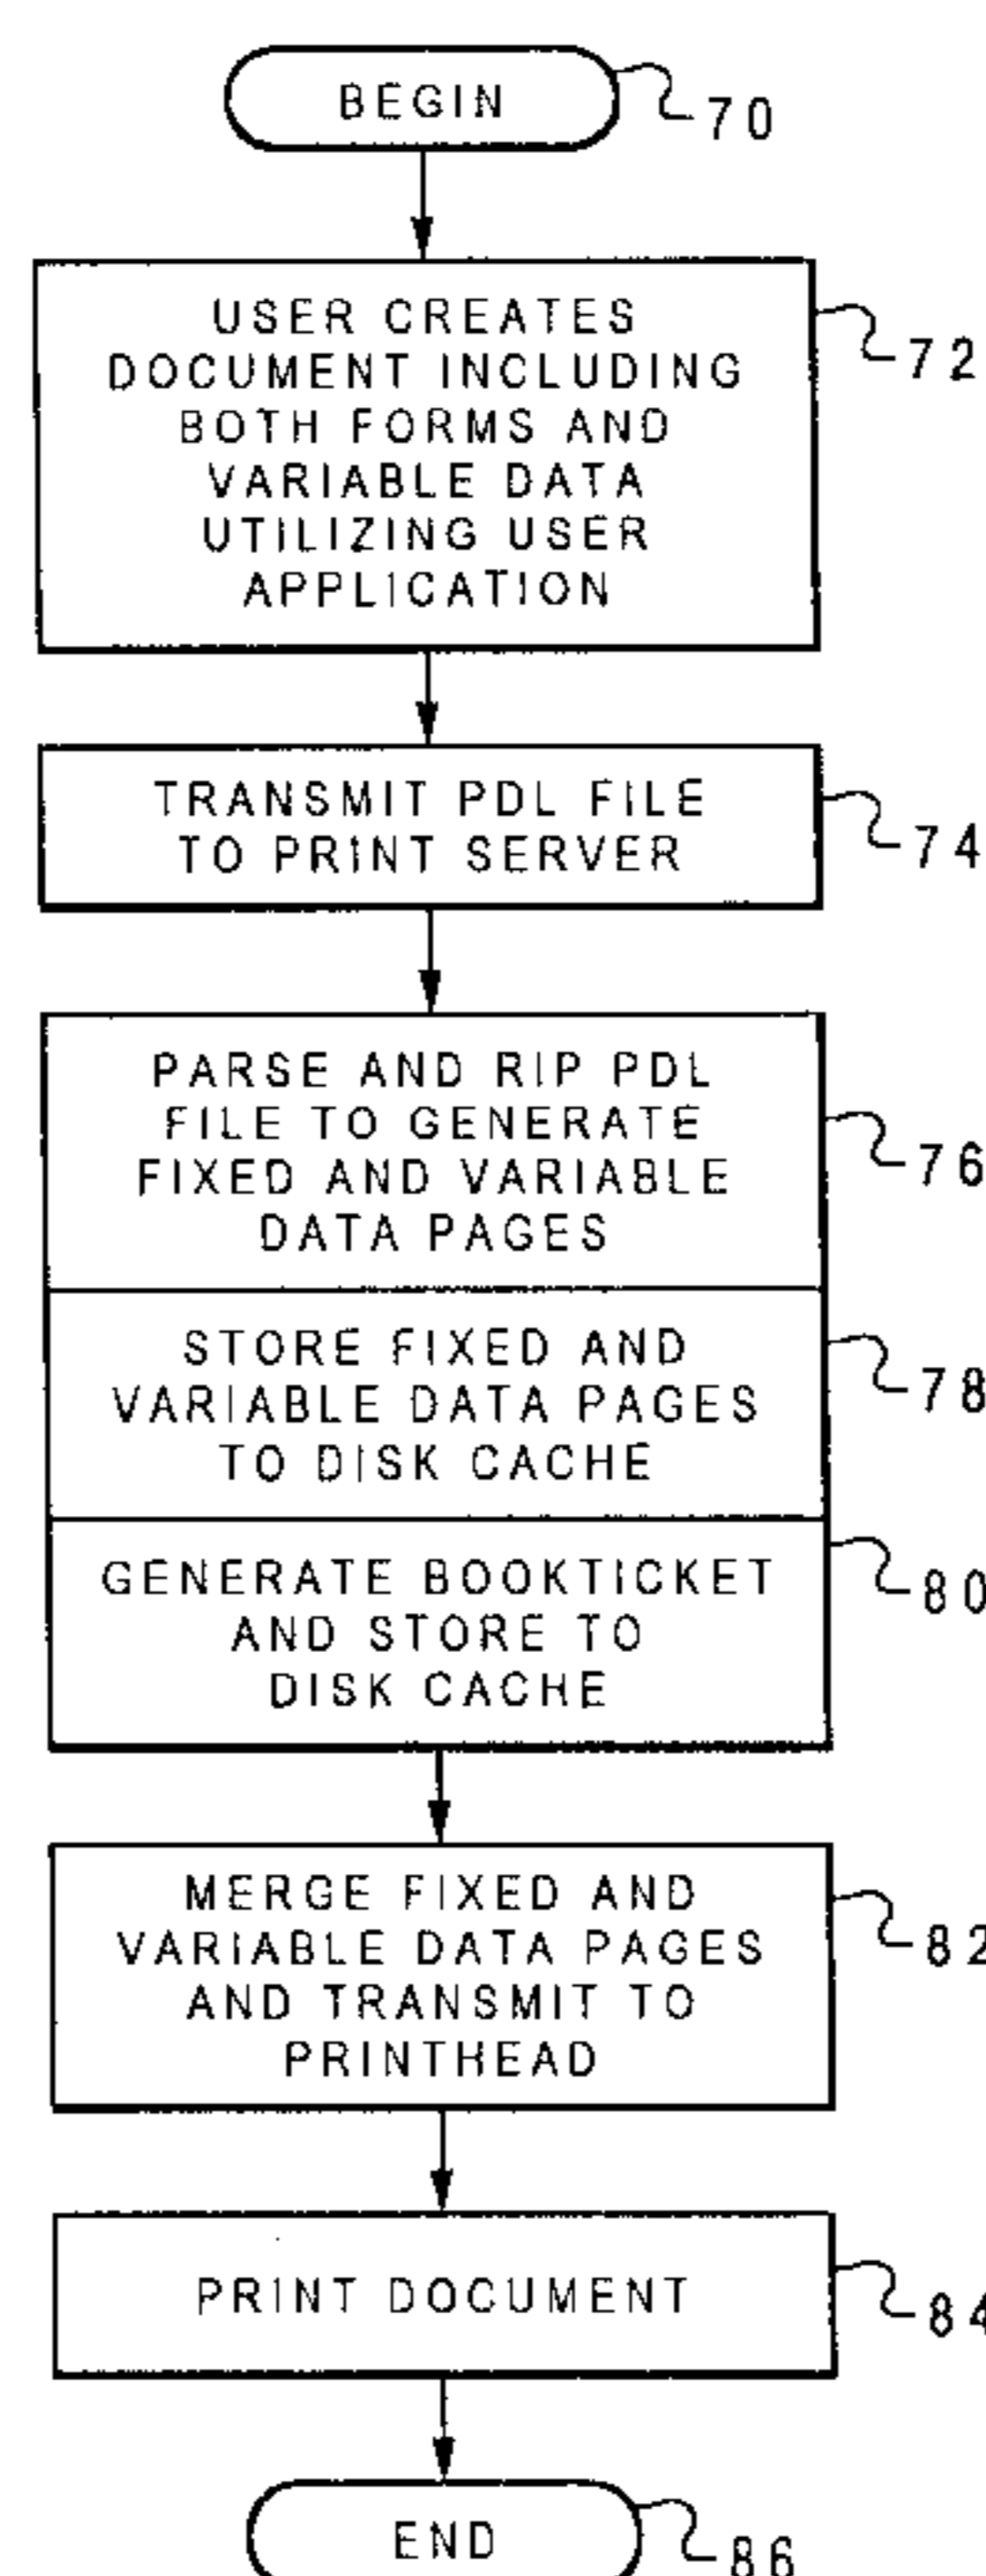 BEGIN
70
USER CREATES
DOCUMENT INCLUDING
BOTH FORMS AND
VARIABLE DATA
UTILIZING USER
APPLICATION
72
TRANSMIT PDL FILE
TO PRINT SERVER
74
PARSE AND RIP PDL
FILE TO GENERATE
FIXED AND VARIABLE
DATA PAGES
76
STORE FIXED AND
VARIABLE DATA PAGES
TO DISK CACHE
78
GENERATE BOOKTICKET
AND STORE TO
DISK CACHE
80
MERGE FIXED AND
VARIABLE DATA PAGES
AND TRANSMIT TO
PRINTHEAD
82
PRINT DOCUMENT
84
END
86